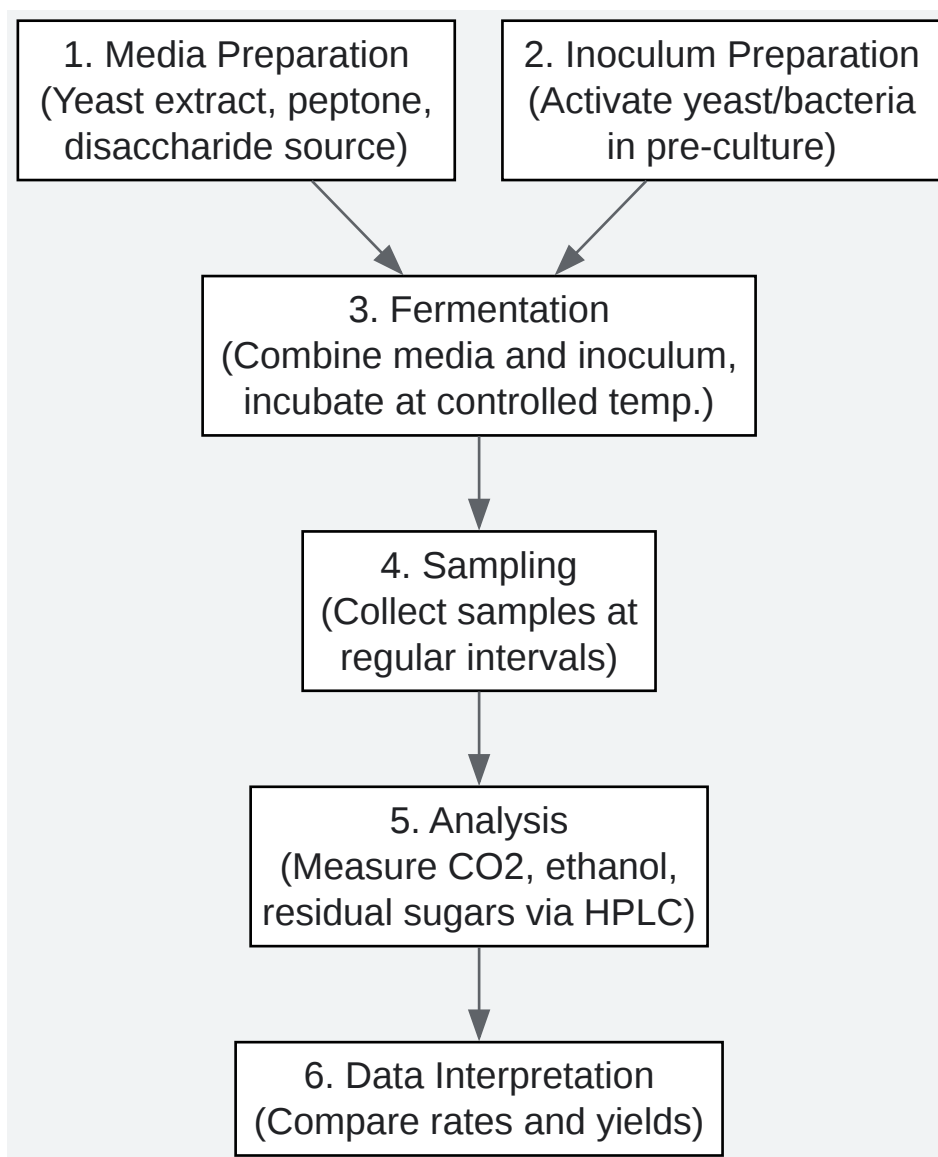 1. Media Preparation
(Yeast extract, peptone,
disaccharide source)
2. Inoculum Preparation
(Activate yeast/bacteria
in pre-culture)
3. Fermentation
(Combine media and inoculum,
incubate at controlled temp.)
4. Sampling
(Collect samples at
regular intervals)
5. Analysis
(Measure CO2, ethanol,
residual sugars via HPLC)
6. Data Interpretation
(Compare rates and yields)